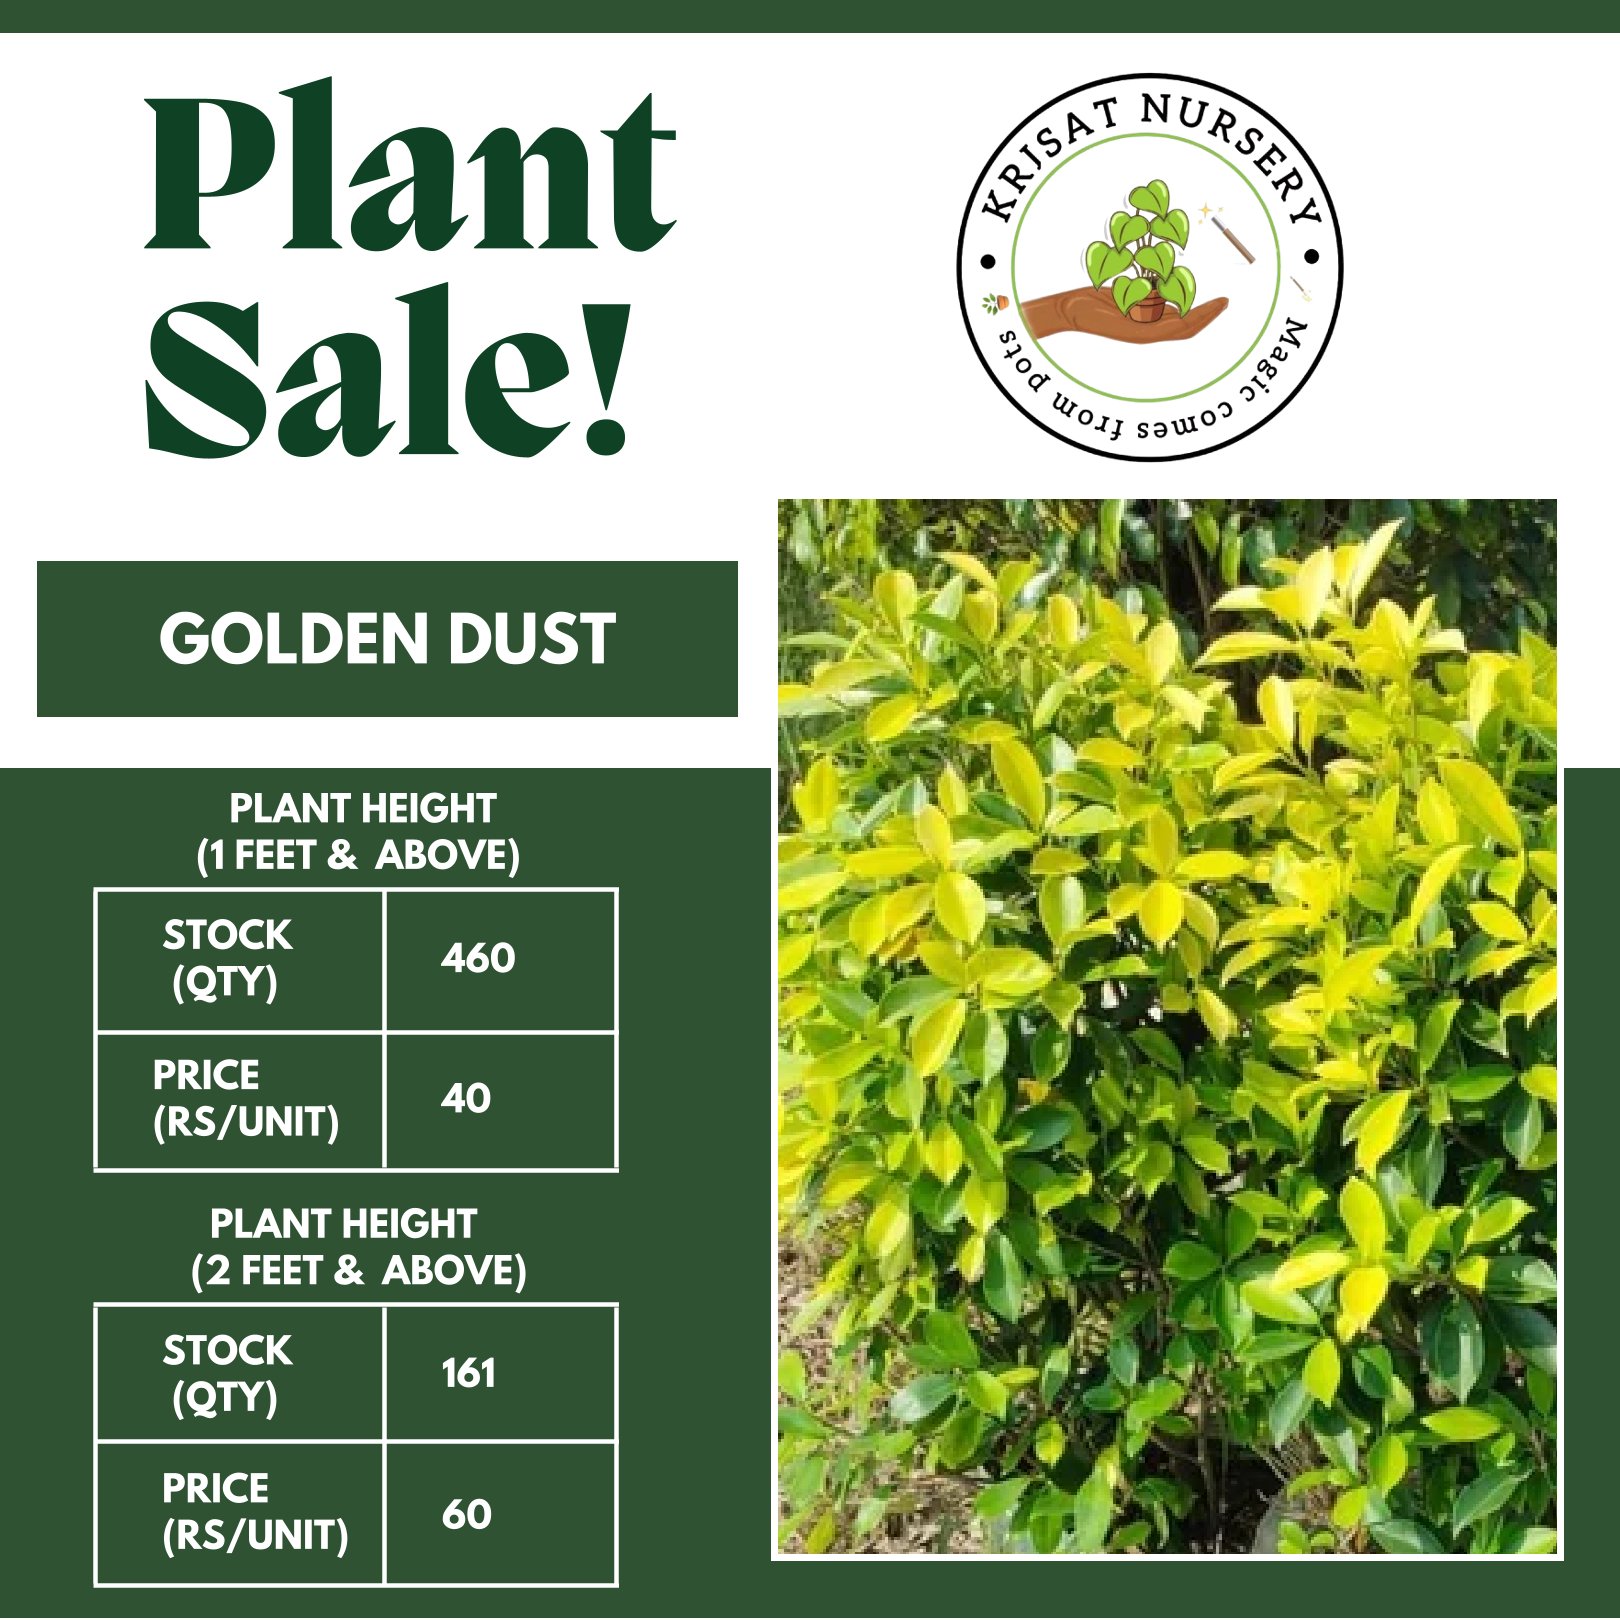 Plant
Sale!
KRJSAT NURSERY
Magic comes from pots
GOLDEN DUST
PLANT HEIGHT
(1 FEET & ABOVE)
STOCK
(QTY)
460
PRICE
(RS/UNIT)
40
PLANT HEIGHT
(2 FEET & ABOVE)
STOCK
(QTY)
161
PRICE
(RS/UNIT)
60